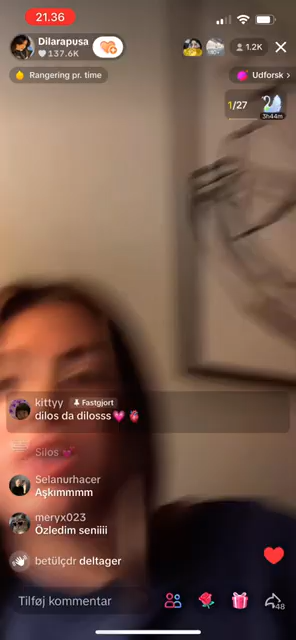 21.36
Dilarapusa
137.6K
1.2K
Rangering pr. time
Udforsk
1/27
3h44m
kittyy Fastgjort
dilos da dilosss💗🫀
Silos 💗
Selanurhacer
Aşkımmmm
meryx023
Özledim seniiii
betülçdr deltager
Tilføj kommentar
48